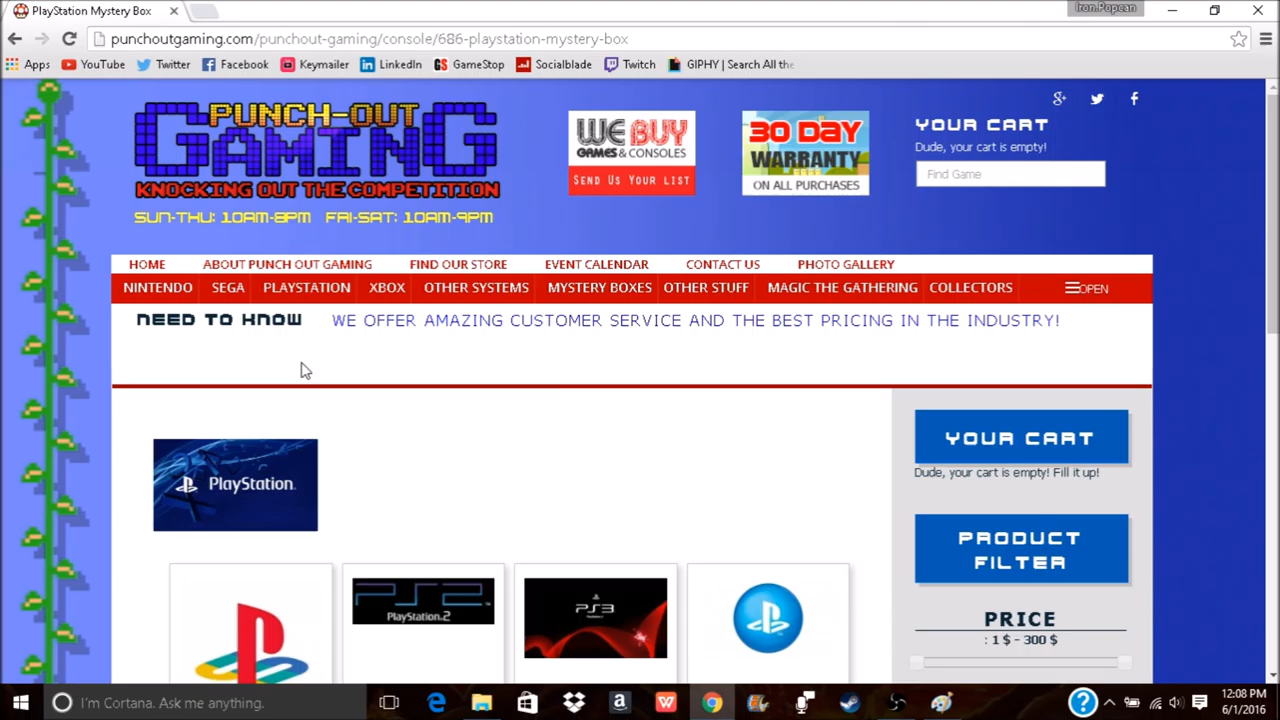 PlayStation Mystery Box
Iron.Popcan
punchoutgaming.com/punchout-gaming/console/686-playstation-mystery-box
Apps YouTube Twitter Facebook Keymailer LinkedIn GameStop Socialblade Twitch GIPHY | Search All the
PUNCH-OUT
GAMING
KNOCKING OUT THE COMPETITION
SUN-THU: 10AM-8PM FRI-SAT: 10AM-9PM
WE BUY
GAMES & CONSOLES
SEND US YOUR LIST
30 DAY
WARRANTY
ON ALL PURCHASES
YOUR CART
Dude, your cart is empty!
Find Game
HOME ABOUT PUNCH OUT GAMING FIND OUR STORE EVENT CALENDAR CONTACT US PHOTO GALLERY
NINTENDO SEGA PLAYSTATION XBOX OTHER SYSTEMS MYSTERY BOXES OTHER STUFF MAGIC THE GATHERING COLLECTORS OPEN
NEED TO KNOW WE OFFER AMAZING CUSTOMER SERVICE AND THE BEST PRICING IN THE INDUSTRY!
PlayStation.
YOUR CART
Dude, your cart is empty! Fill it up!
PRODUCT
FILTER
PS2
PlayStation.2
PS3
PRICE
: 1 $ - 300 $
I'm Cortana. Ask me anything.
12:08 PM
6/1/2016